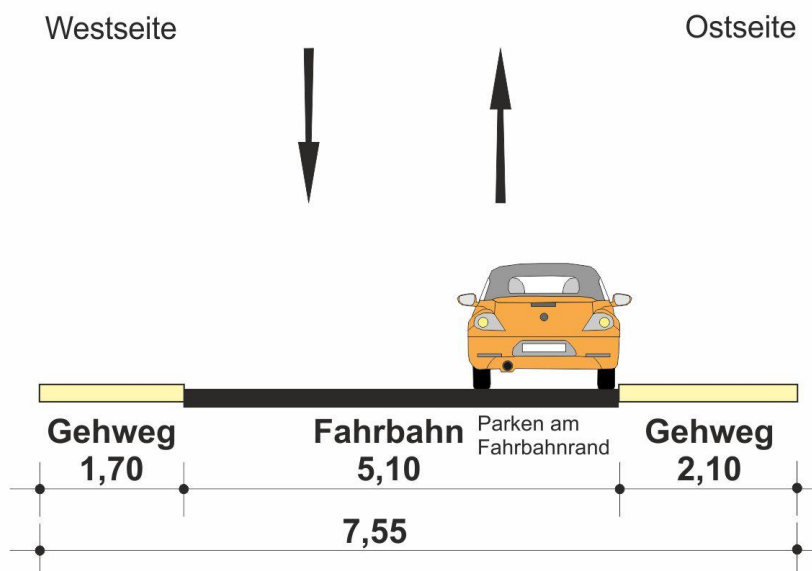 Westseite
Ostseite
Gehweg
1,70
Fahrbahn
5,10
Parken am
Fahrbahnrand
Gehweg
2,10
7,55